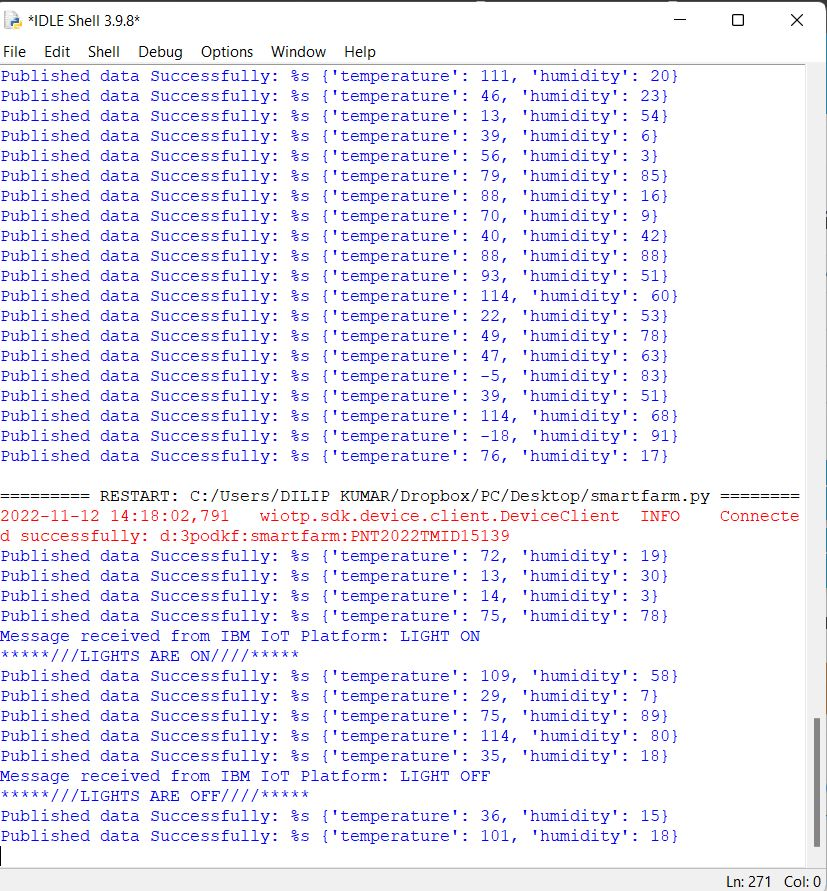 *IDLE Shell 3.9.8*
File Edit Shell Debug Options Window Help
Published data Successfully: %s {'temperature': 111, 'humidity': 20}
Published data Successfully: %s {'temperature': 46, 'humidity': 23}
Published data Successfully: %s {'temperature': 13, 'humidity': 54}
Published data Successfully: %s {'temperature': 39, 'humidity': 6}
Published data Successfully: %s {'temperature': 56, 'humidity': 3}
Published data Successfully: %s {'temperature': 79, 'humidity': 85}
Published data Successfully: %s {'temperature': 88, 'humidity': 16}
Published data Successfully: %s {'temperature': 70, 'humidity': 9}
Published data Successfully: %s {'temperature': 40, 'humidity': 42}
Published data Successfully: %s {'temperature': 88, 'humidity': 88}
Published data Successfully: %s {'temperature': 93, 'humidity': 51}
Published data Successfully: %s {'temperature': 114, 'humidity': 60}
Published data Successfully: %s {'temperature': 22, 'humidity': 53}
Published data Successfully: %s {'temperature': 49, 'humidity': 78}
Published data Successfully: %s {'temperature': 47, 'humidity': 63}
Published data Successfully: %s {'temperature': -5, 'humidity': 83}
Published data Successfully: %s {'temperature': 39, 'humidity': 51}
Published data Successfully: %s {'temperature': 114, 'humidity': 68}
Published data Successfully: %s {'temperature': -18, 'humidity': 91}
Published data Successfully: %s {'temperature': 76, 'humidity': 17}
========= RESTART: C:/Users/DILIP KUMAR/Dropbox/PC/Desktop/smartfarm.py ========
2022-11-12 14:18:02,791   wiotp.sdk.device.client.DeviceClient  INFO    Connecte
d successfully: d:3podkf:smartfarm:PNT2022TMID15139
Published data Successfully: %s {'temperature': 72, 'humidity': 19}
Published data Successfully: %s {'temperature': 13, 'humidity': 30}
Published data Successfully: %s {'temperature': 14, 'humidity': 3}
Published data Successfully: %s {'temperature': 75, 'humidity': 78}
Message received from IBM IoT Platform: LIGHT ON
*****///LIGHTS ARE ON////*****
Published data Successfully: %s {'temperature': 109, 'humidity': 58}
Published data Successfully: %s {'temperature': 29, 'humidity': 7}
Published data Successfully: %s {'temperature': 75, 'humidity': 89}
Published data Successfully: %s {'temperature': 114, 'humidity': 80}
Published data Successfully: %s {'temperature': 35, 'humidity': 18}
Message received from IBM IoT Platform: LIGHT OFF
*****///LIGHTS ARE OFF////*****
Published data Successfully: %s {'temperature': 36, 'humidity': 15}
Published data Successfully: %s {'temperature': 101, 'humidity': 18}
Ln: 271 Col: 0